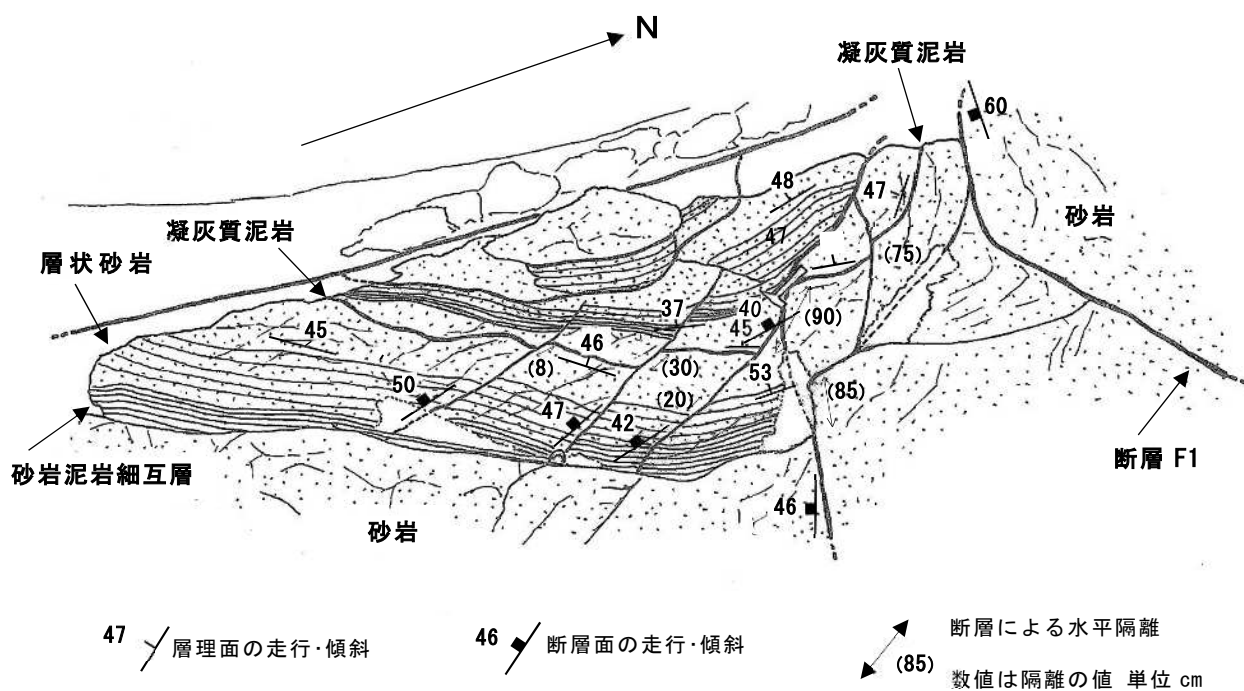 N
凝灰質泥岩
60
48
47
砂岩
凝灰質泥岩
層状砂岩
47
(75)
37
40
(90)
45
45
46
(8)
(30)
53
50
(20)
(85)
47
42
砂岩泥岩細互層
断層 F1
46
砂岩
47 層理面の走行・傾斜
46 断層面の走行・傾斜
断層による水平隔離
(85) 数値は隔離の値 単位 cm